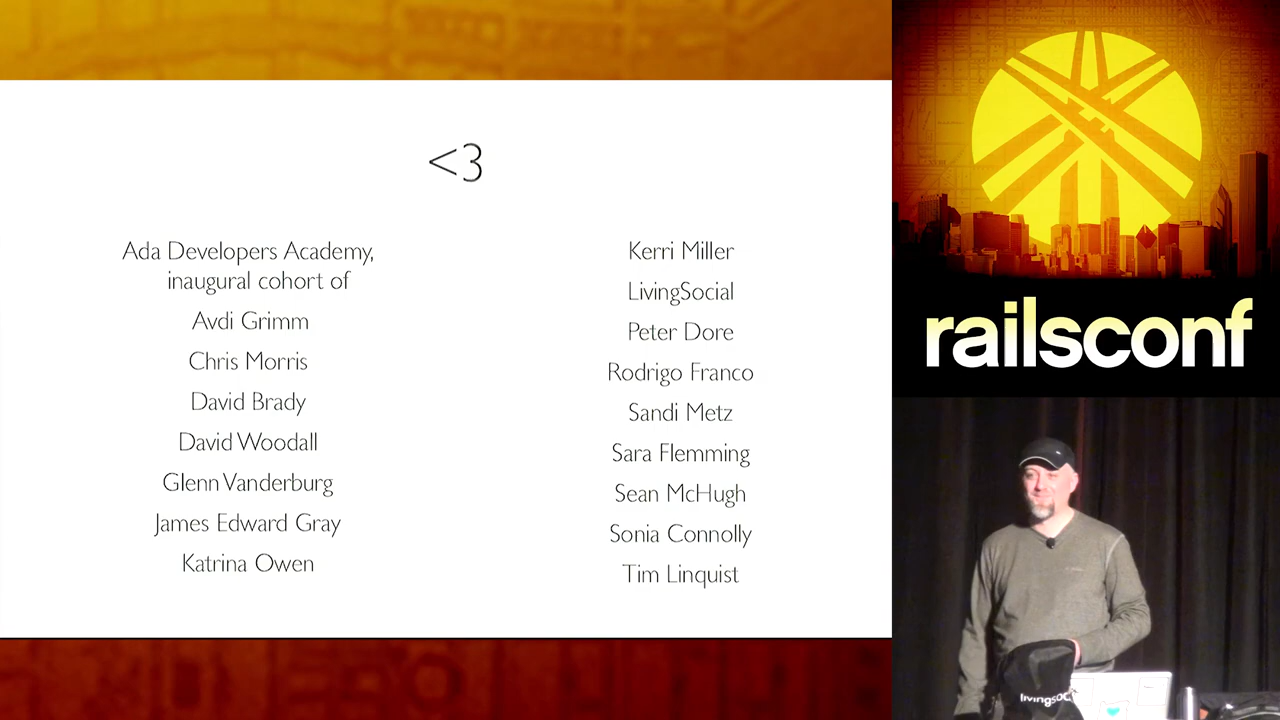 <3
Ada Developers Academy,
inaugural cohort of
Avdi Grimm
Chris Morris
David Brady
David Woodall
Glenn Vanderburg
James Edward Gray
Katrina Owen
Kerri Miller
LivingSocial
Peter Dore
Rodrigo Franco
Sandi Metz
Sara Flemming
Sean McHugh
Sonia Connolly
Tim Linquist
railsconf
livingsoc